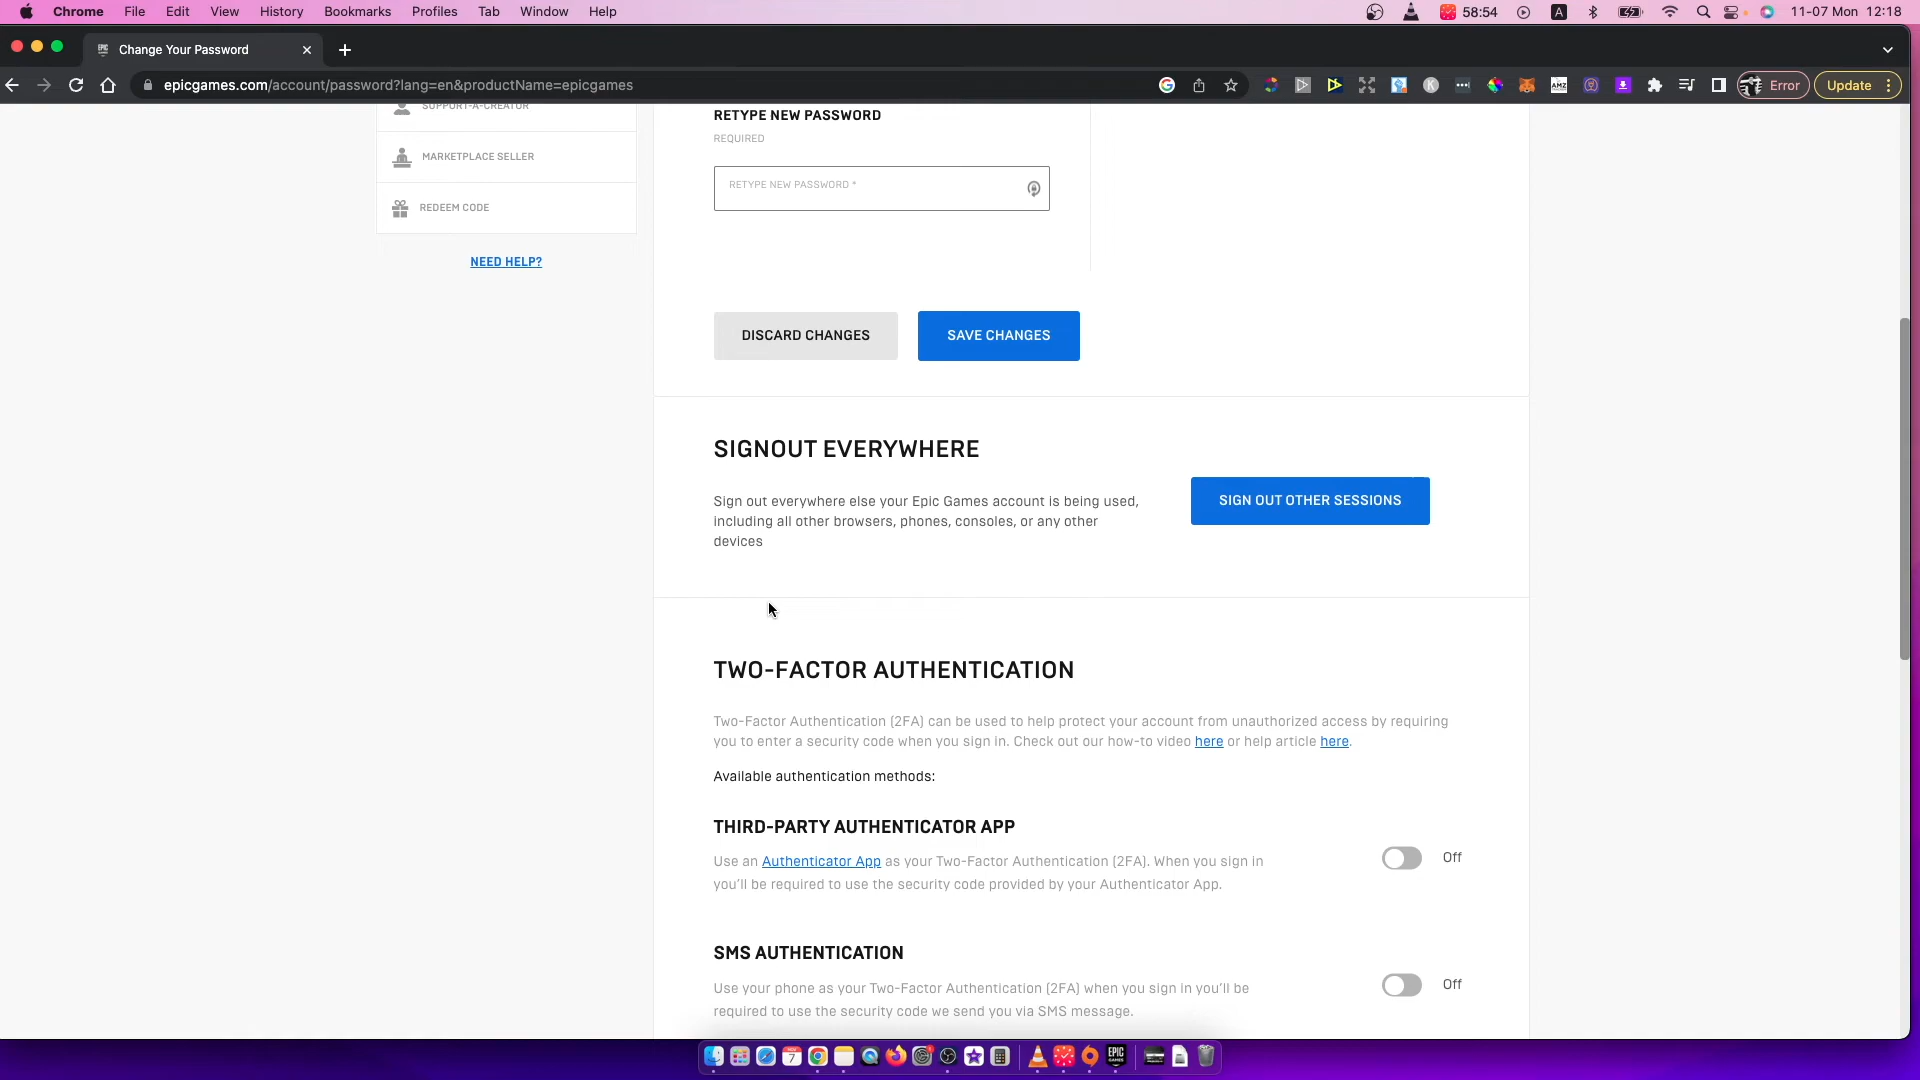 Chrome File Edit View History Bookmarks Profiles Tab Window Help 58:54 A 11-07 Mon 12:18
Change Your Password
epicgames.com/account/password?lang=en&productName=epicgames Error Update
SUPPORT-A-CREATOR
MARKETPLACE SELLER
REDEEM CODE
NEED HELP?
RETYPE NEW PASSWORD
REQUIRED
RETYPE NEW PASSWORD *
DISCARD CHANGES SAVE CHANGES
SIGNOUT EVERYWHERE
Sign out everywhere else your Epic Games account is being used,
including all other browsers, phones, consoles, or any other
devices
SIGN OUT OTHER SESSIONS
TWO-FACTOR AUTHENTICATION
Two-Factor Authentication (2FA) can be used to help protect your account from unauthorized access by requiring
you to enter a security code when you sign in. Check out our how-to video here or help article here.
Available authentication methods:
THIRD-PARTY AUTHENTICATOR APP
Use an Authenticator App as your Two-Factor Authentication (2FA). When you sign in
you'll be required to use the security code provided by your Authenticator App.
Off
SMS AUTHENTICATION
Use your phone as your Two-Factor Authentication (2FA) when you sign in you'll be
required to use the security code we send you via SMS message.
Off